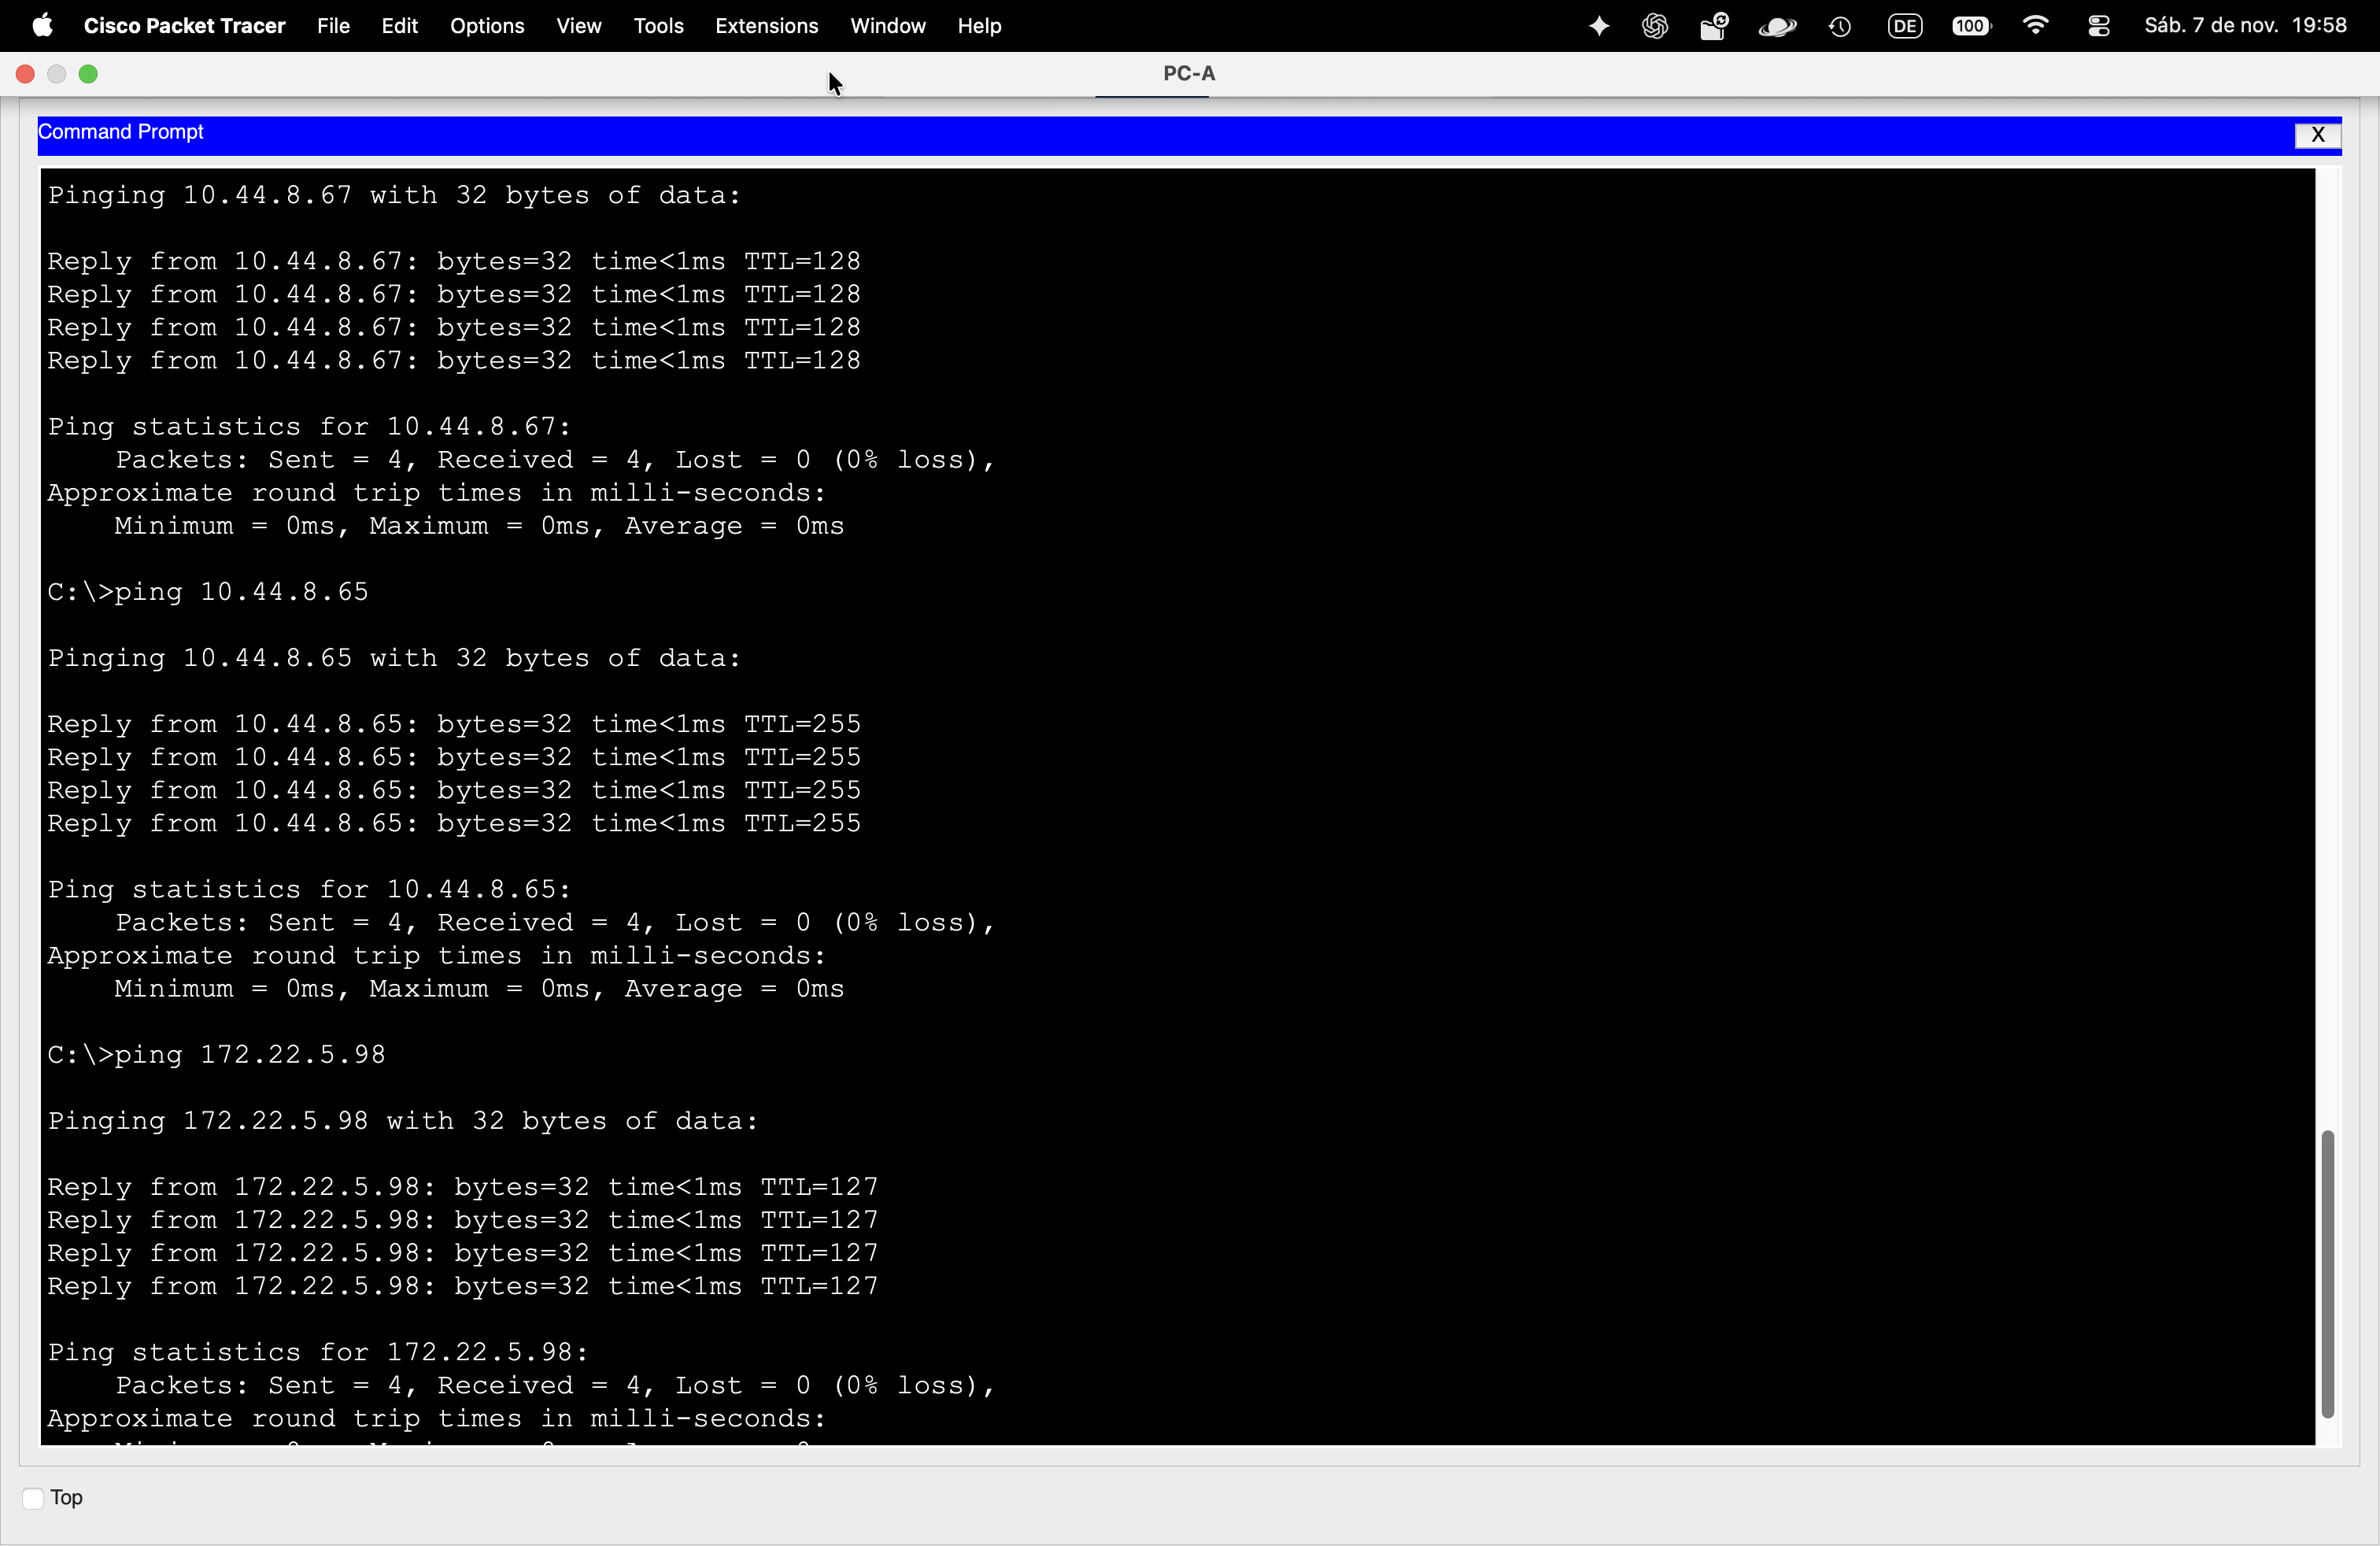 Cisco Packet Tracer File Edit Options View Tools Extensions Window Help DE 100 Sáb. 7 de nov. 19:58
PC-A
Command Prompt X
Pinging 10.44.8.67 with 32 bytes of data:
Reply from 10.44.8.67: bytes=32 time<1ms TTL=128
Reply from 10.44.8.67: bytes=32 time<1ms TTL=128
Reply from 10.44.8.67: bytes=32 time<1ms TTL=128
Reply from 10.44.8.67: bytes=32 time<1ms TTL=128
Ping statistics for 10.44.8.67:
Packets: Sent = 4, Received = 4, Lost = 0 (0% loss),
Approximate round trip times in milli-seconds:
Minimum = 0ms, Maximum = 0ms, Average = 0ms
C:\>ping 10.44.8.65
Pinging 10.44.8.65 with 32 bytes of data:
Reply from 10.44.8.65: bytes=32 time<1ms TTL=255
Reply from 10.44.8.65: bytes=32 time<1ms TTL=255
Reply from 10.44.8.65: bytes=32 time<1ms TTL=255
Reply from 10.44.8.65: bytes=32 time<1ms TTL=255
Ping statistics for 10.44.8.65:
Packets: Sent = 4, Received = 4, Lost = 0 (0% loss),
Approximate round trip times in milli-seconds:
Minimum = 0ms, Maximum = 0ms, Average = 0ms
C:\>ping 172.22.5.98
Pinging 172.22.5.98 with 32 bytes of data:
Reply from 172.22.5.98: bytes=32 time<1ms TTL=127
Reply from 172.22.5.98: bytes=32 time<1ms TTL=127
Reply from 172.22.5.98: bytes=32 time<1ms TTL=127
Reply from 172.22.5.98: bytes=32 time<1ms TTL=127
Ping statistics for 172.22.5.98:
Packets: Sent = 4, Received = 4, Lost = 0 (0% loss),
Approximate round trip times in milli-seconds:
Top